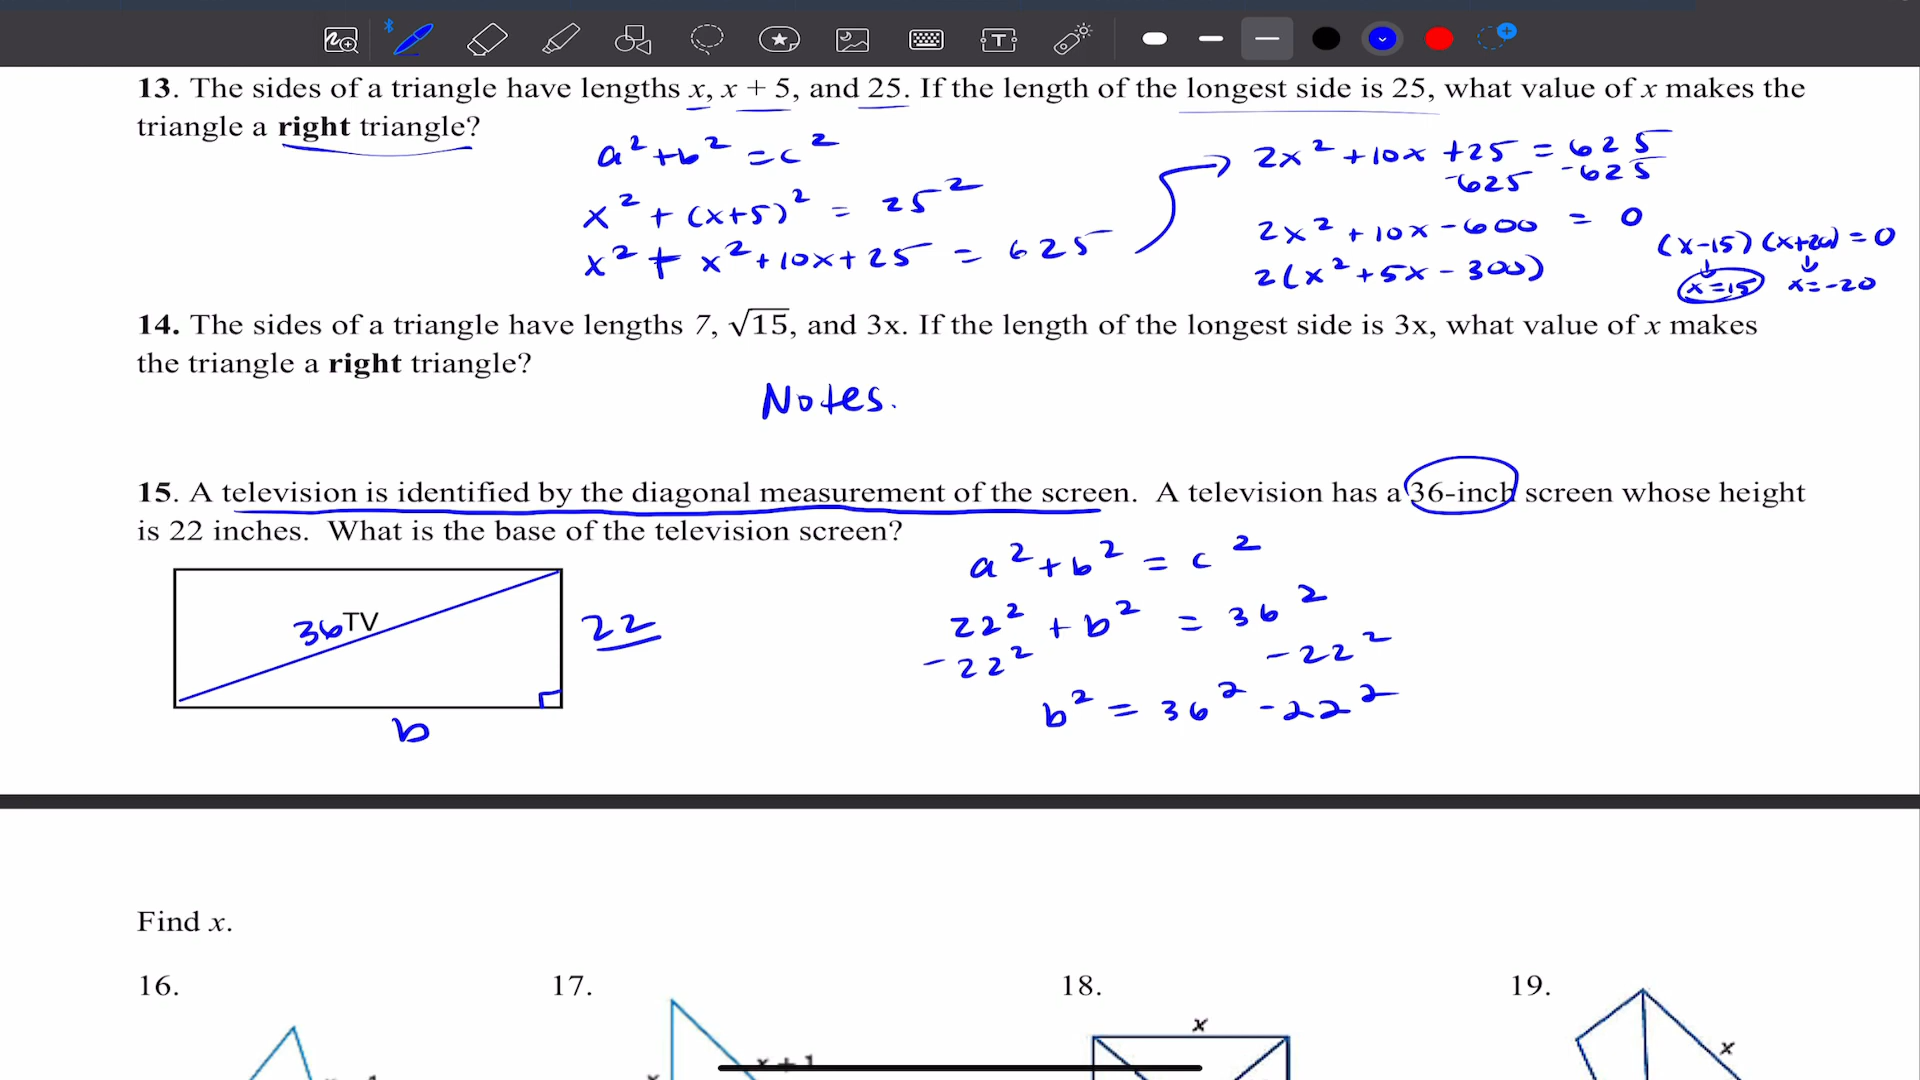 13. The sides of a triangle have lengths x, x + 5, and 25. If the length of the longest side is 25, what value of x makes the
triangle a right triangle?
a² + b² = c²
x² + (x+5)² = 25²
x² + x² + 10x + 25 = 625
2x² + 10x + 25 = 625
-625 -625
2x² + 10x - 600 = 0
2(x² + 5x - 300)
(x-15)(x+20) = 0
x=15 x=-20
14. The sides of a triangle have lengths 7, √15, and 3x. If the length of the longest side is 3x, what value of x makes
the triangle a right triangle?
Notes.
15. A television is identified by the diagonal measurement of the screen. A television has a 36-inch screen whose height
is 22 inches. What is the base of the television screen?
36 TV
22
b
a² + b² = c²
22² + b² = 36²
-22² -22²
b² = 36² - 22²
Find x.
16.
17.
18.
19.
x
x
x + 1